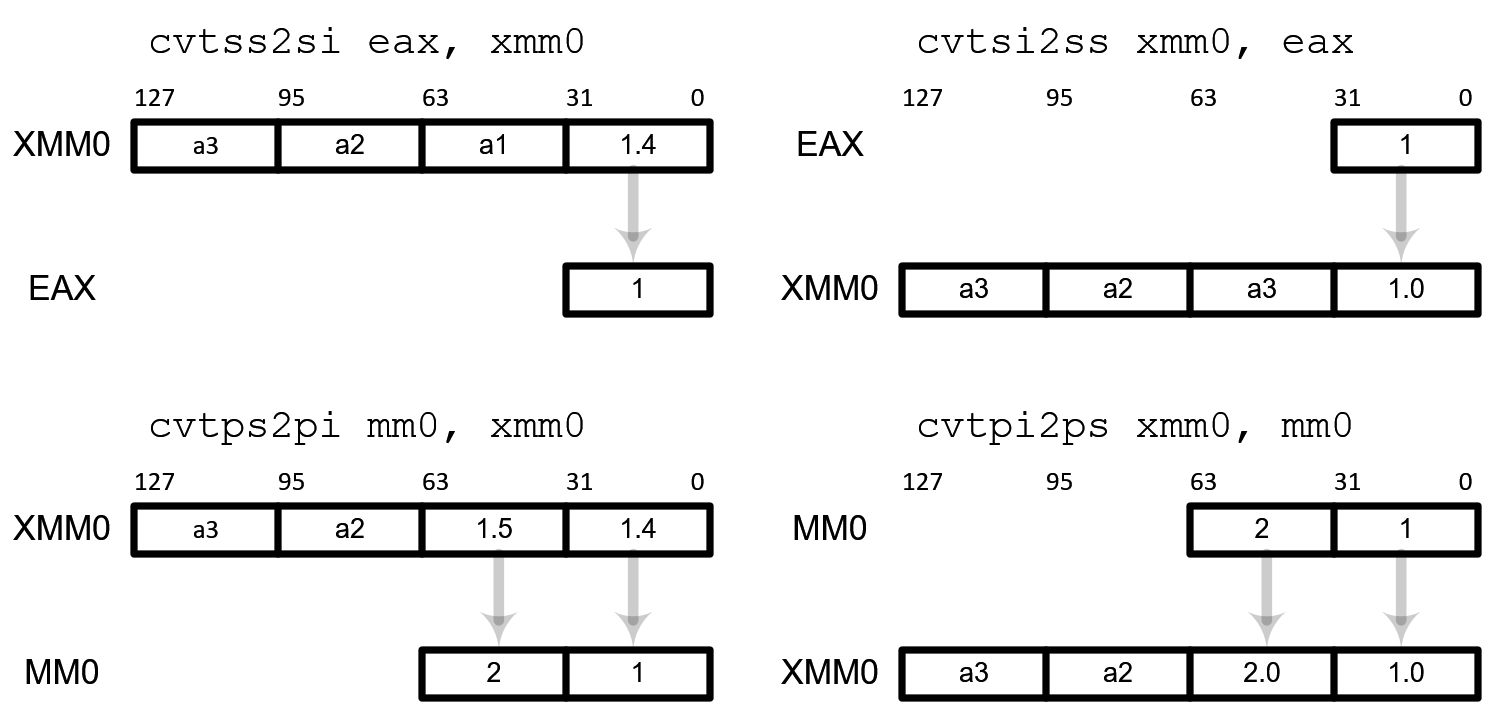 cvtss2si eax, xmm0
127 95 63 31 0
XMM0 a3 a2 a1 1.4
EAX 1
cvtsi2ss xmm0, eax
127 95 63 31 0
EAX 1
XMM0 a3 a2 a3 1.0
cvtps2pi mm0, xmm0
127 95 63 31 0
XMM0 a3 a2 1.5 1.4
MM0 2 1
cvtpi2ps xmm0, mm0
127 95 63 31 0
MM0 2 1
XMM0 a3 a2 2.0 1.0